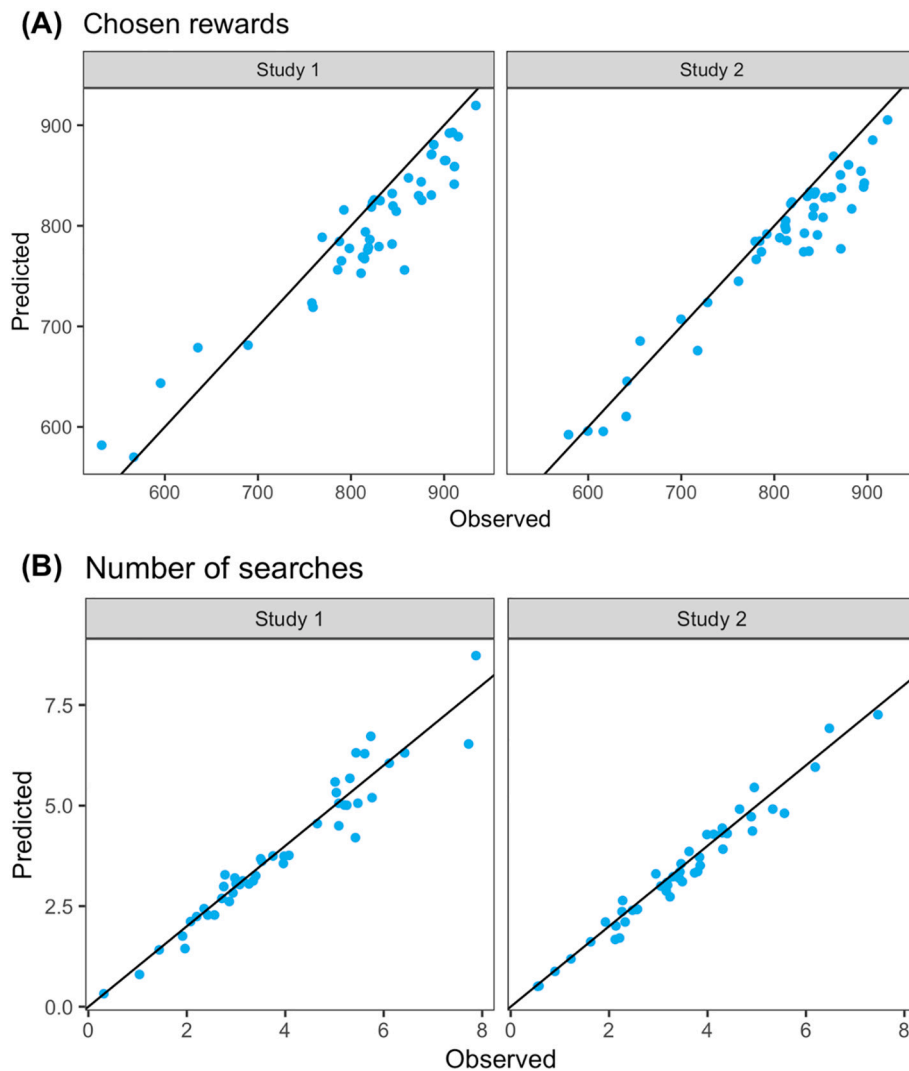 (A) Chosen rewards
Study 1
Study 2
Predicted
900
800
700
600
600 700 800 900
600 700 800 900
Observed
(B) Number of searches
Study 1
Study 2
Predicted
7.5
5.0
2.5
0.0
0 2 4 6 8
0 2 4 6 8
Observed